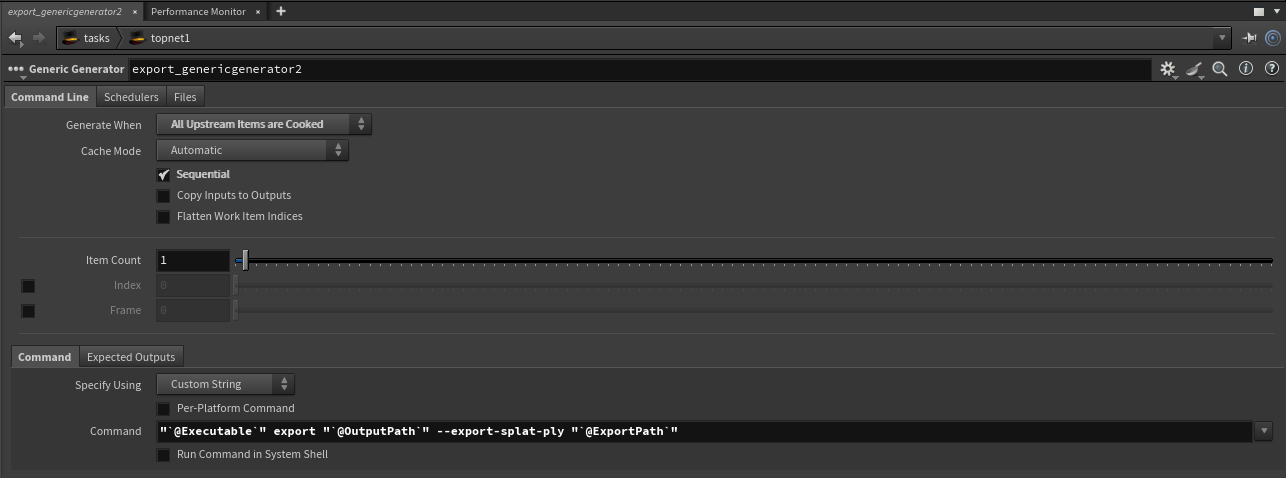 export_genericgenerator2 × Performance Monitor × +
tasks topnet1
Generic Generator export_genericgenerator2
Command Line Schedulers Files
Generate When All Upstream Items are Cooked
Cache Mode Automatic
Sequential
Copy Inputs to Outputs
Flatten Work Item Indices
Item Count 1
Index 0
Frame 0
Command Expected Outputs
Specify Using Custom String
Per-Platform Command
Command "`@Executable`" export "`@OutputPath`" --export-splat-ply "`@ExportPath`"
Run Command in System Shell